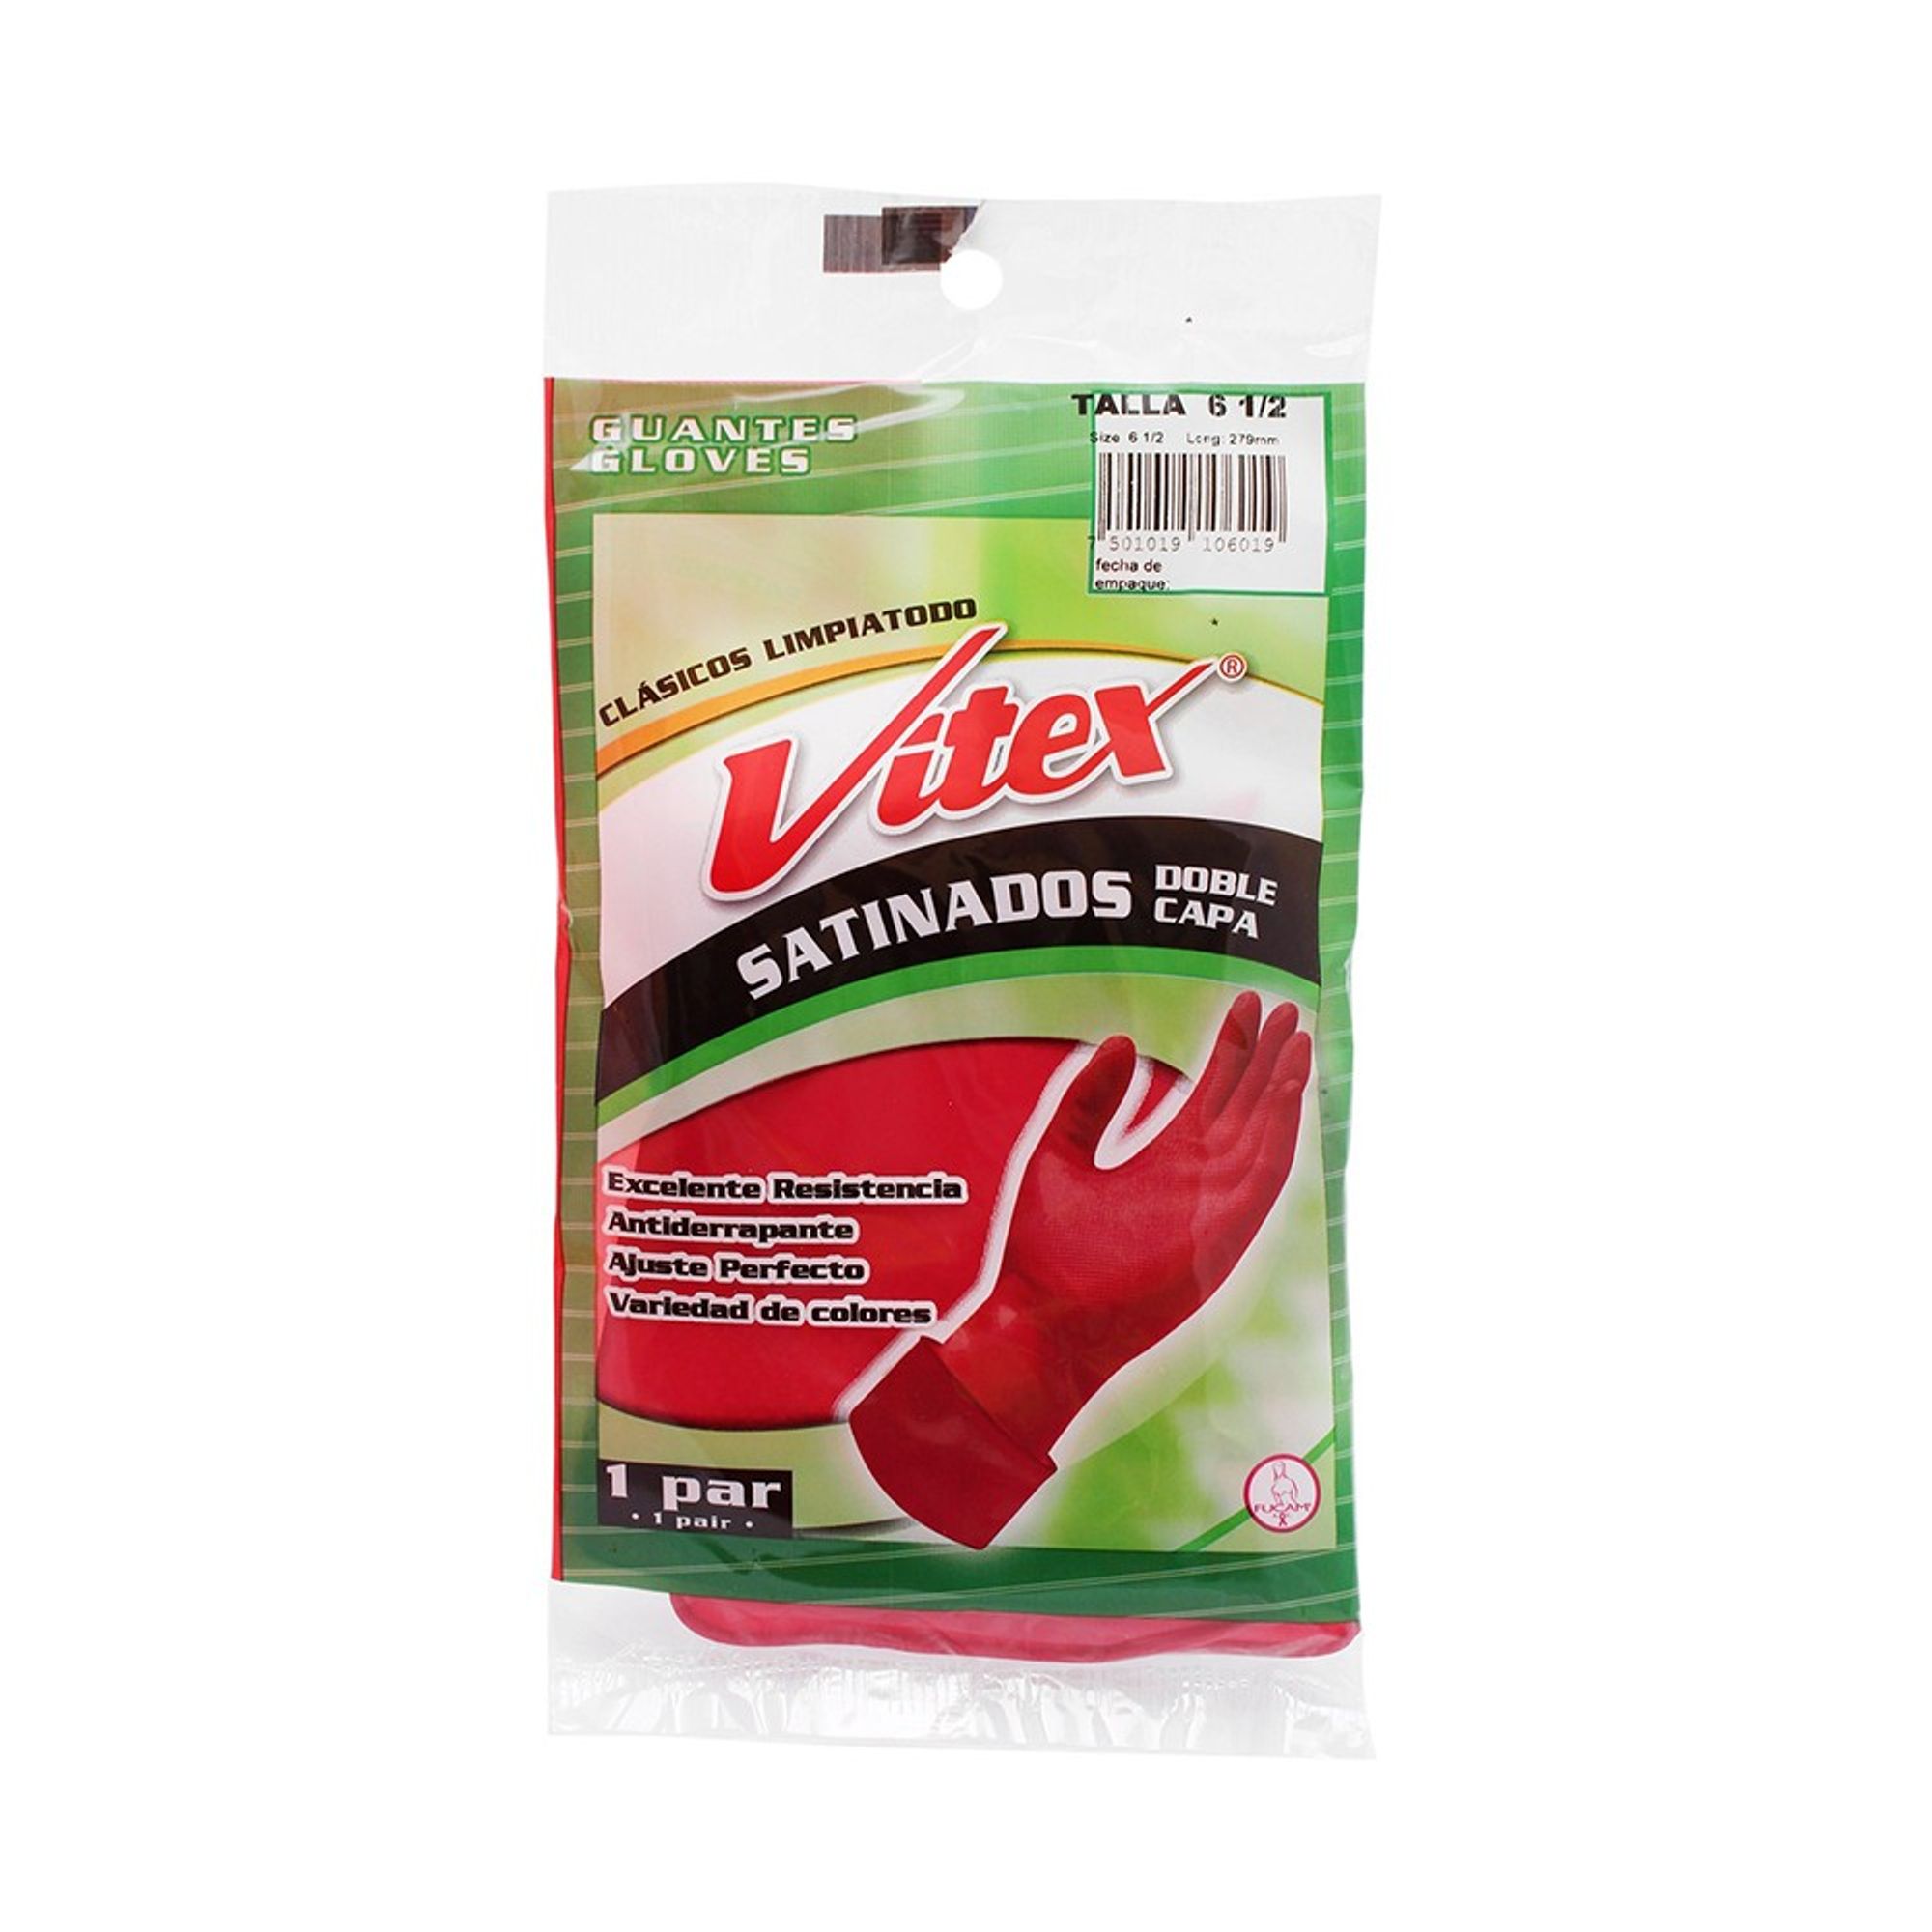 GUANTES
GLOVES
TALLA 6 1/2
Size 6 1/2 Long: 279mm
7 501019 106019
fecha de
empaque:
CLÁSICOS LIMPIATODO
Vitex®
SATINADOS DOBLE
CAPA
Excelente Resistencia
Antiderrapante
Ajuste Perfecto
Variedad de colores
1 par
• 1 pair •
FUCAM